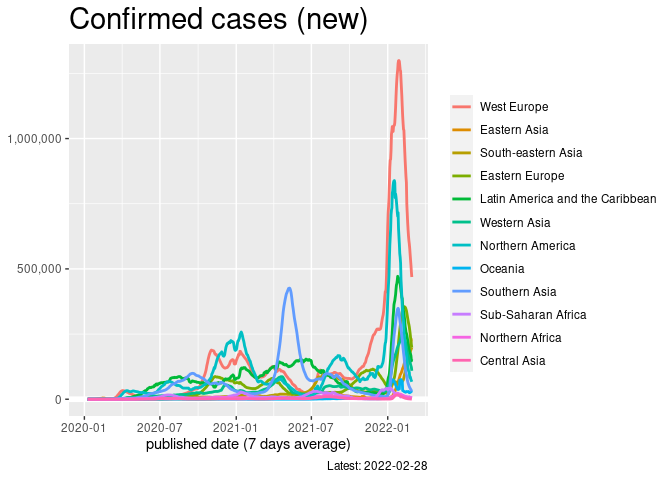 Confirmed cases (new)
1,000,000
500,000
0
2020-01
2020-07
2021-01
2021-07
2022-01
published date (7 days average)
Latest: 2022-02-28
West Europe
Eastern Asia
South-eastern Asia
Eastern Europe
Latin America and the Caribbean
Western Asia
Northern America
Oceania
Southern Asia
Sub-Saharan Africa
Northern Africa
Central Asia